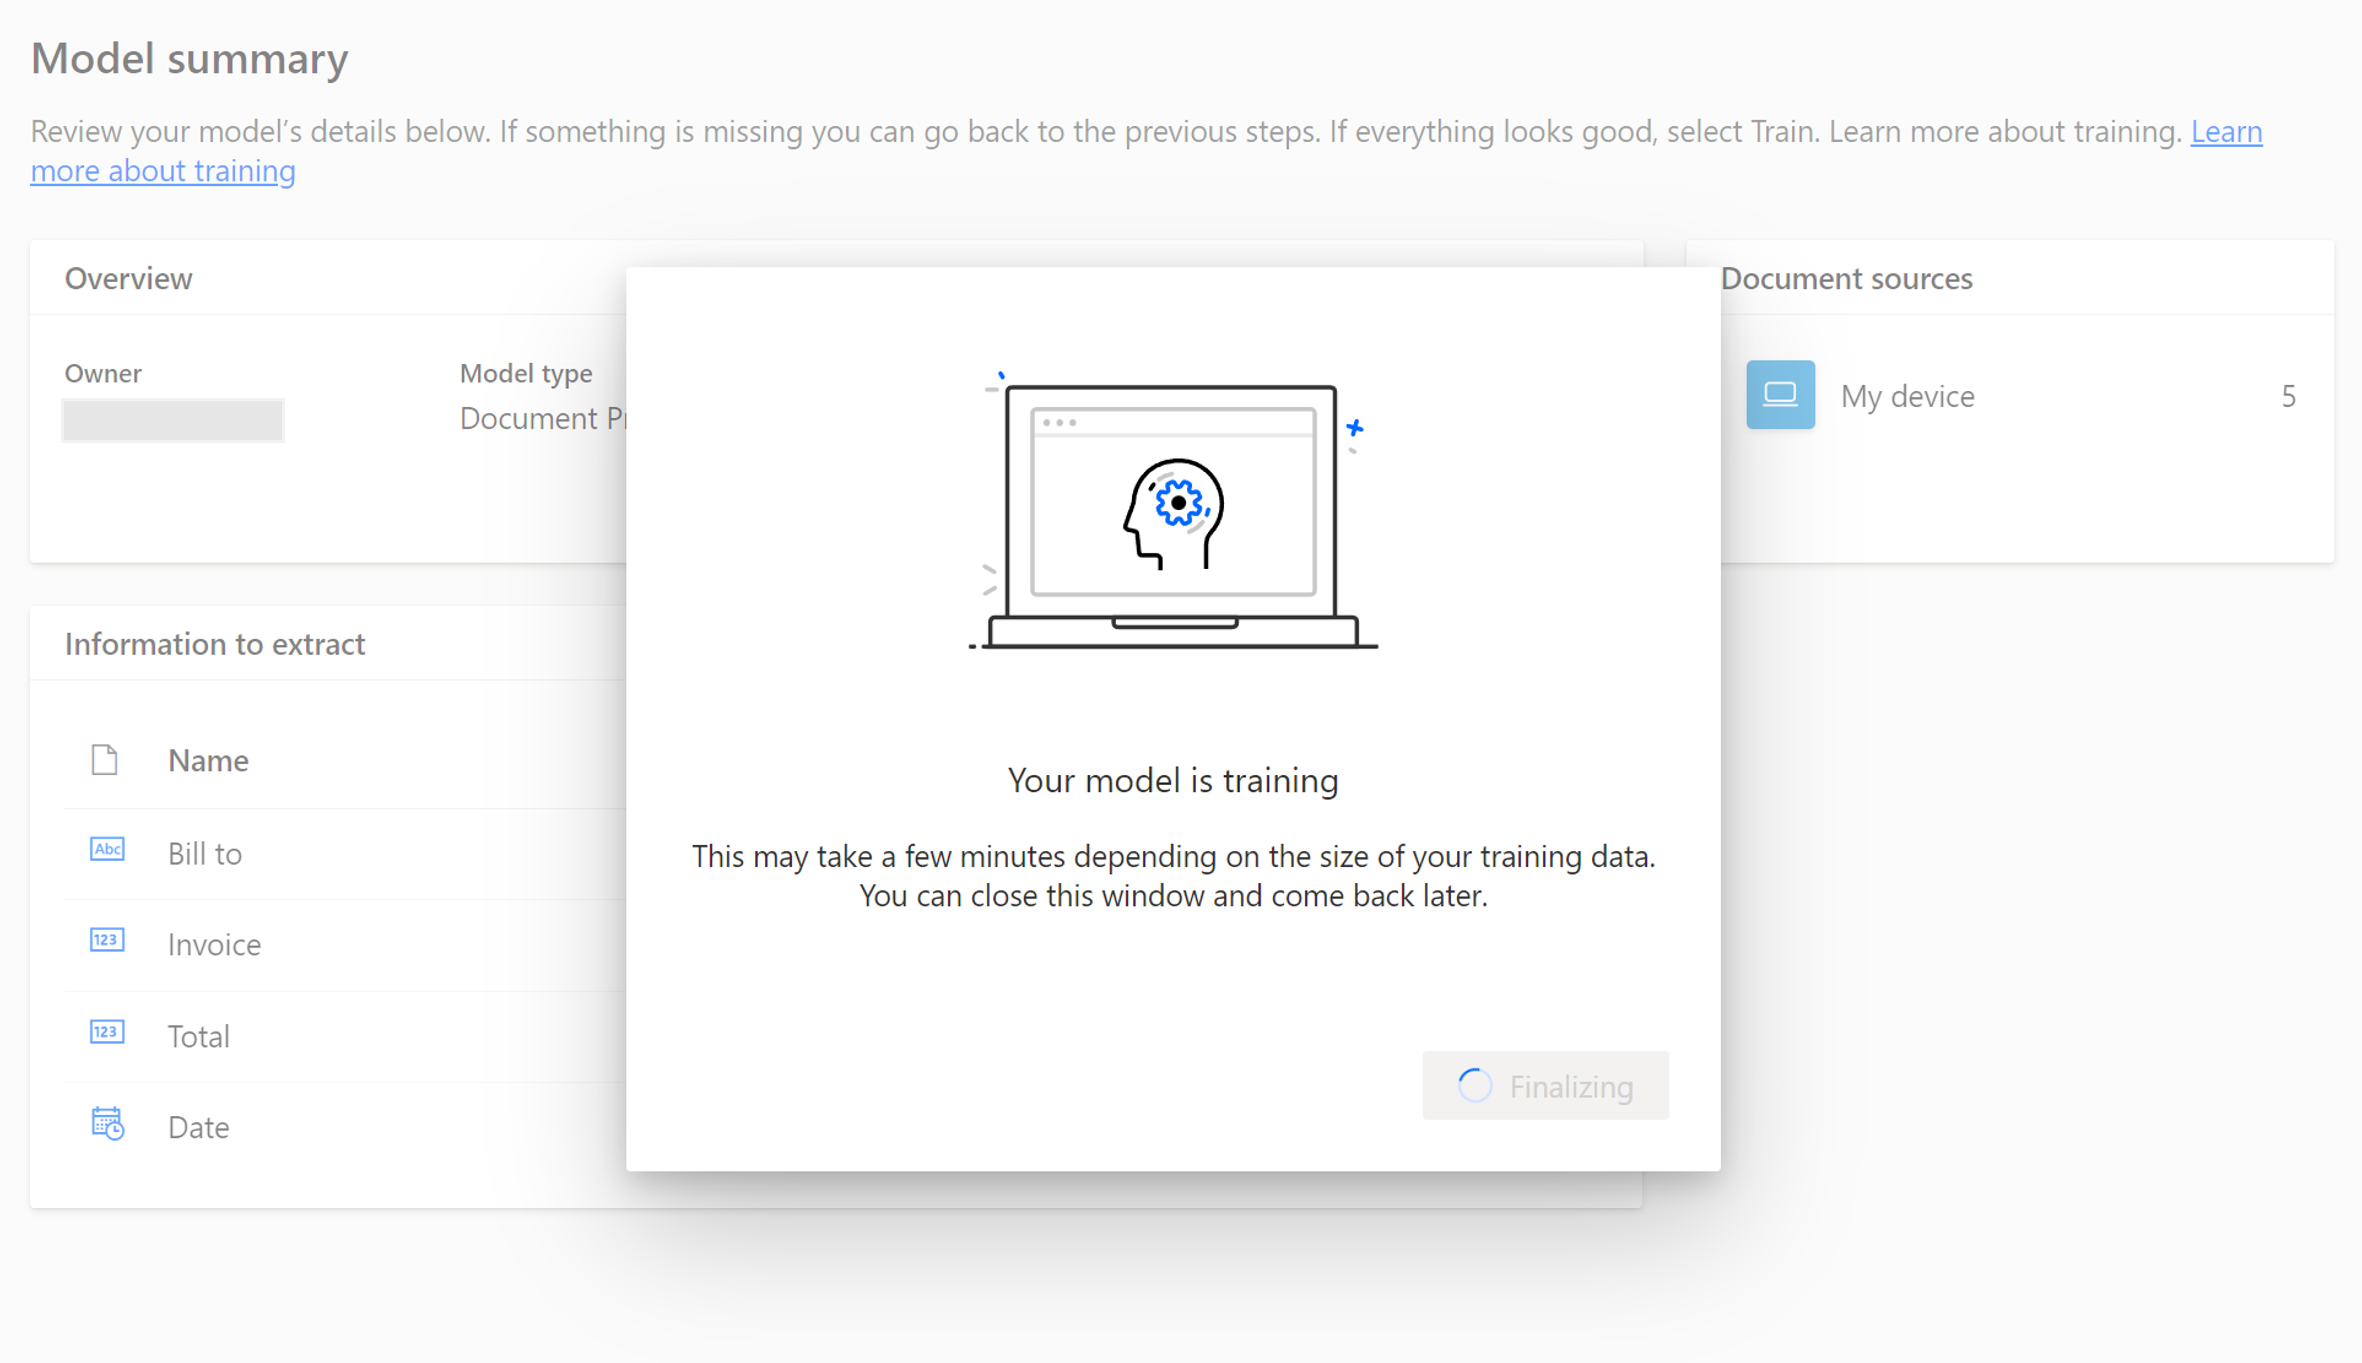 Model summary
Review your model’s details below. If something is missing you can go back to the previous steps. If everything looks good, select Train. Learn more about training. Learn
more about training
Overview
Owner
Model type
Document Pr
Document sources
My device
5
Information to extract
Name
Abc
Bill to
123
Invoice
123
Total
Date
Your model is training
This may take a few minutes depending on the size of your training data.
You can close this window and come back later.
Finalizing